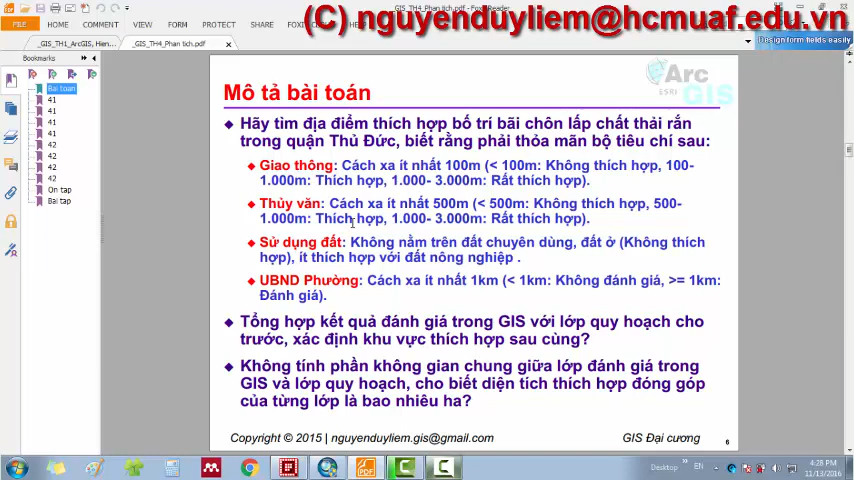 _GIS_TH4_Phan tich.pdf - Foxit Reader
(C) nguyenduyliem@hcmuaf.edu.vn
FILE HOME COMMENT VIEW FORM PROTECT SHARE
Design form fields easily
_GIS_TH1_ArcGIS, Hien... _GIS_TH4_Phan tich.pdf
Bookmarks
Bai toan
41
41
41
41
42
42
42
42
On tap
Bai tap
Arc
GIS
ESRI
Mô tả bài toán
Hãy tìm địa điểm thích hợp bố trí bãi chôn lấp chất thải rắn
trong quận Thủ Đức, biết rằng phải thỏa mãn bộ tiêu chí sau:
Giao thông: Cách xa ít nhất 100m (< 100m: Không thích hợp, 100-
1.000m: Thích hợp, 1.000- 3.000m: Rất thích hợp).
Thủy văn: Cách xa ít nhất 500m (< 500m: Không thích hợp, 500-
1.000m: Thích hợp, 1.000- 3.000m: Rất thích hợp).
Sử dụng đất: Không nằm trên đất chuyên dùng, đất ở (Không thích
hợp), ít thích hợp với đất nông nghiệp .
UBND Phường: Cách xa ít nhất 1km (< 1km: Không đánh giá, >= 1km:
Đánh giá).
Tổng hợp kết quả đánh giá trong GIS với lớp quy hoạch cho
trước, xác định khu vực thích hợp sau cùng?
Không tính phần không gian chung giữa lớp đánh giá trong
GIS và lớp quy hoạch, cho biết diện tích thích hợp đóng góp
của từng lớp là bao nhiêu ha?
Copyright © 2015 | nguyenduyliem.gis@gmail.com GIS Đại cương 6
Desktop EN 4:28 PM
11/13/2016